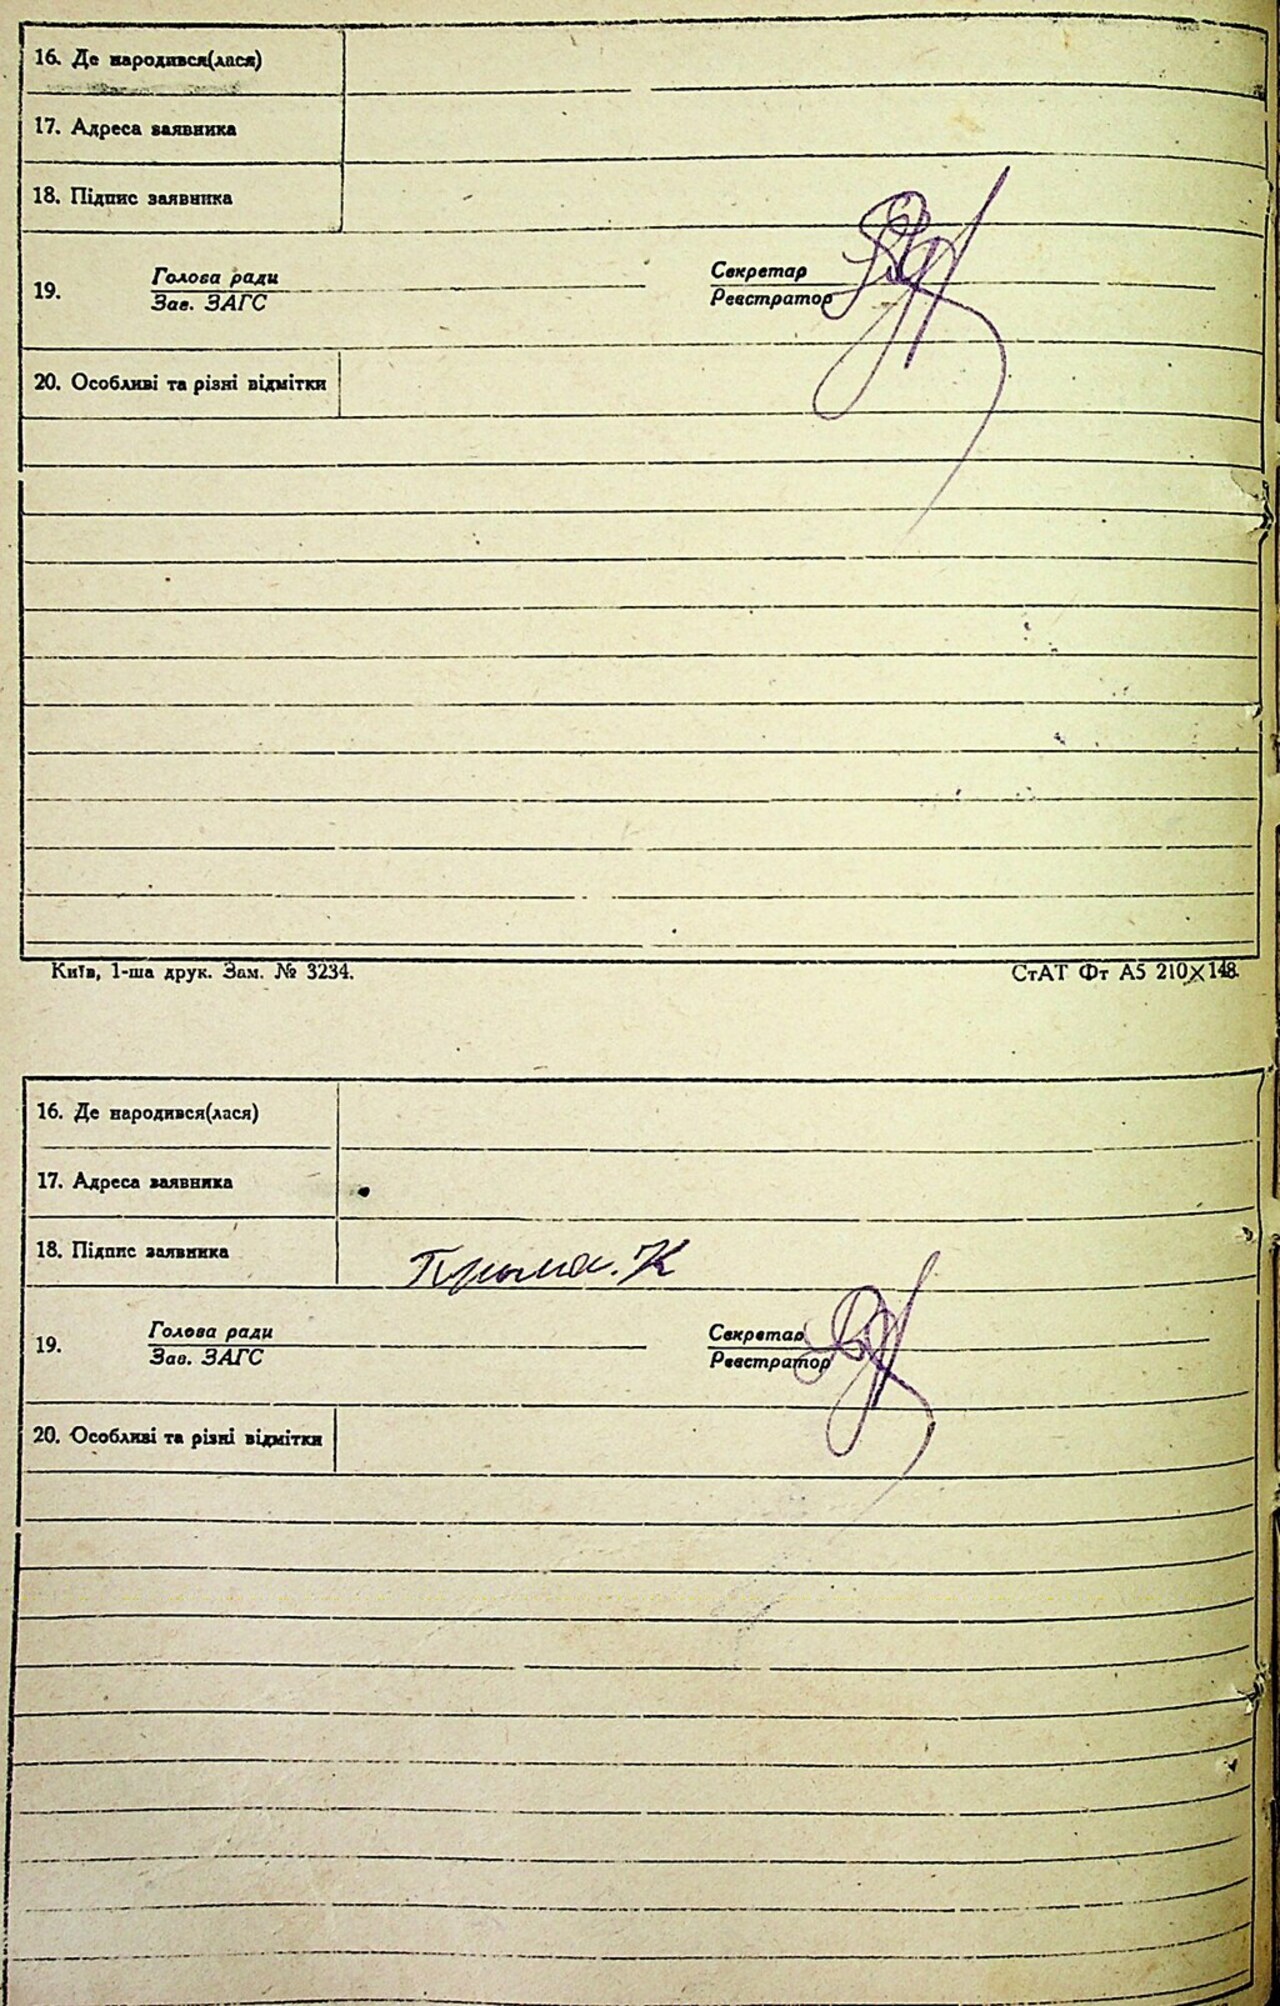 16. Де народився(лася)
17. Адреса заявника
18. Підпис заявника
19. Голова ради Секретар
Зав. ЗАГС Реєстратор
20. Особливі та різні відмітки
Київ, 1-ша друк. Зам. № 3234. СтАТ Фт А5 210×148.
16. Де народився(лася)
17. Адреса заявника
18. Підпис заявника К
19. Голова ради Секретар
Зав. ЗАГС Реєстратор
20. Особливі та різні відмітки